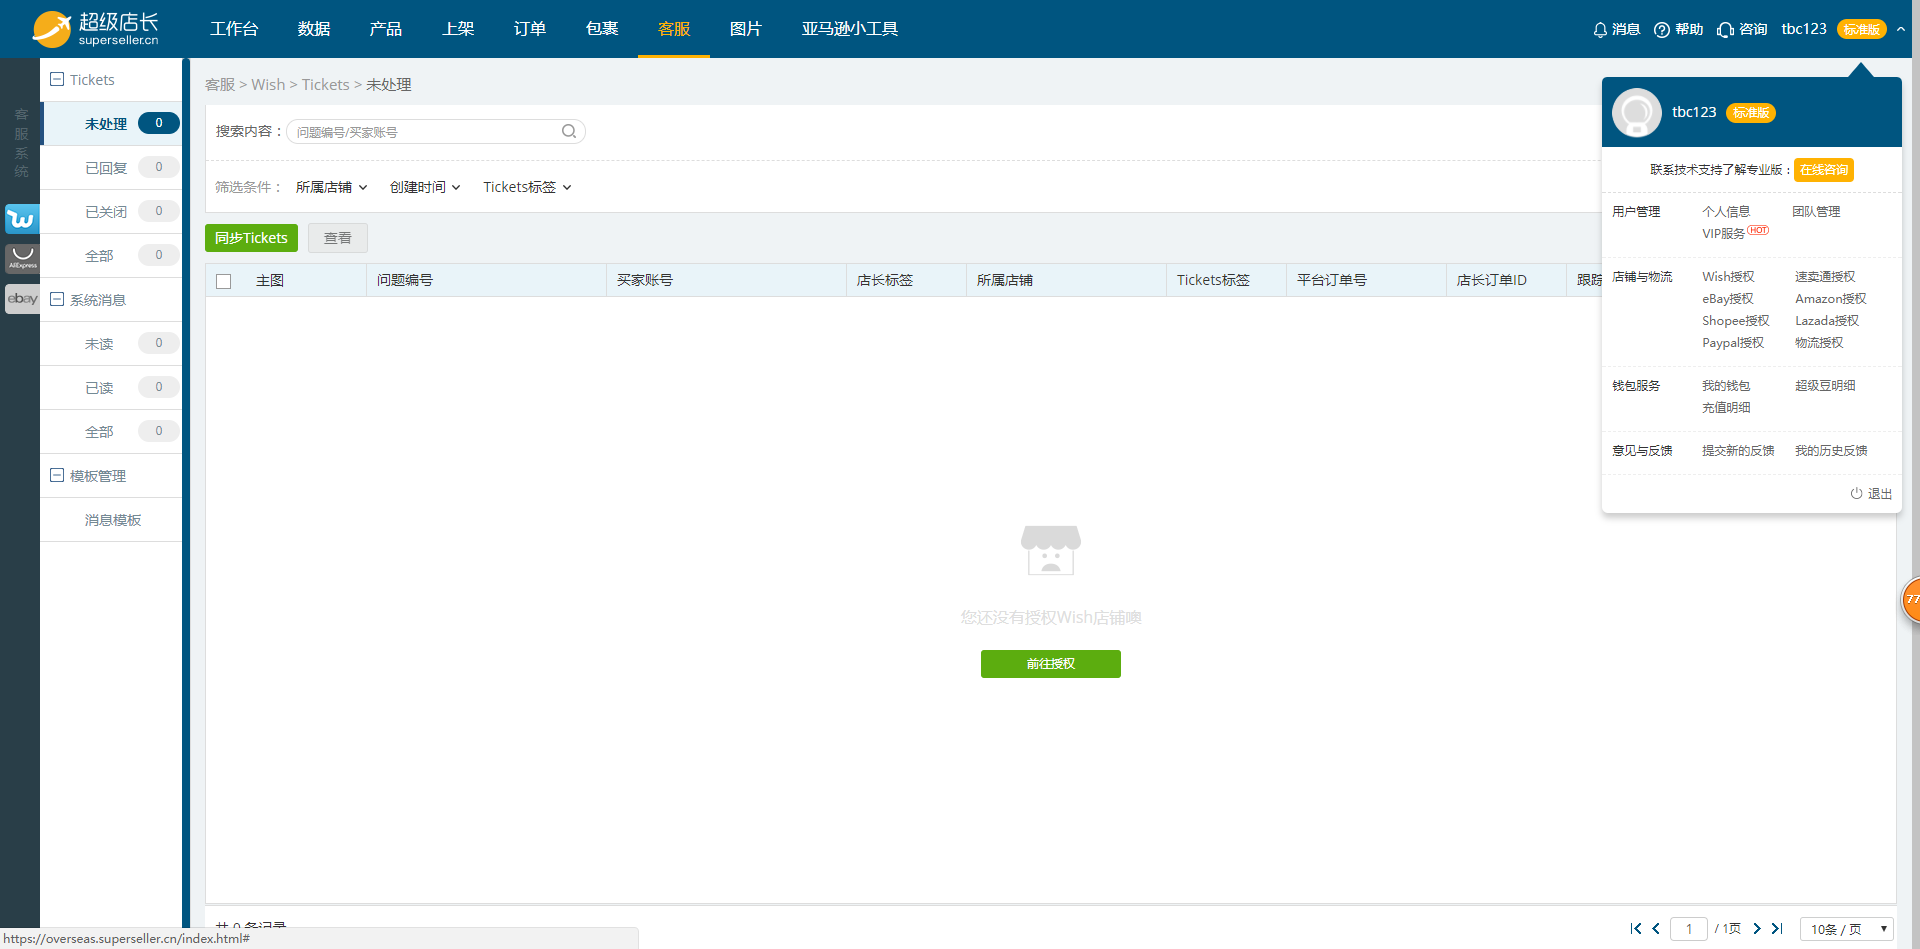 超级店长
superseller.cn
工作台 数据 产品 上架 订单 包裹 客服 图片 亚马逊小工具
消息 帮助 咨询 tbc123 标准版
客服系统
Tickets
未处理 0
已回复 0
已关闭 0
全部 0
系统消息
未读 0
已读 0
全部 0
模板管理
消息模板
AliExpress
ebay
客服 > Wish > Tickets > 未处理
搜索内容： 问题编号/买家账号
筛选条件： 所属店铺 创建时间 Tickets标签
同步Tickets 查看
主图 问题编号 买家账号 店长标签 所属店铺 Tickets标签 平台订单号 店长订单ID 跟踪
您还没有授权Wish店铺噢
前往授权
tbc123 标准版
联系技术支持了解专业版： 在线咨询
用户管理 个人信息 团队管理
VIP服务 HOT
店铺与物流 Wish授权 速卖通授权
eBay授权 Amazon授权
Shopee授权 Lazada授权
Paypal授权 物流授权
钱包服务 我的钱包 超级豆明细
充值明细
意见与反馈 提交新的反馈 我的历史反馈
退出
77
共 0 条记录
1 / 1页 10条 / 页
https://overseas.superseller.cn/index.html#